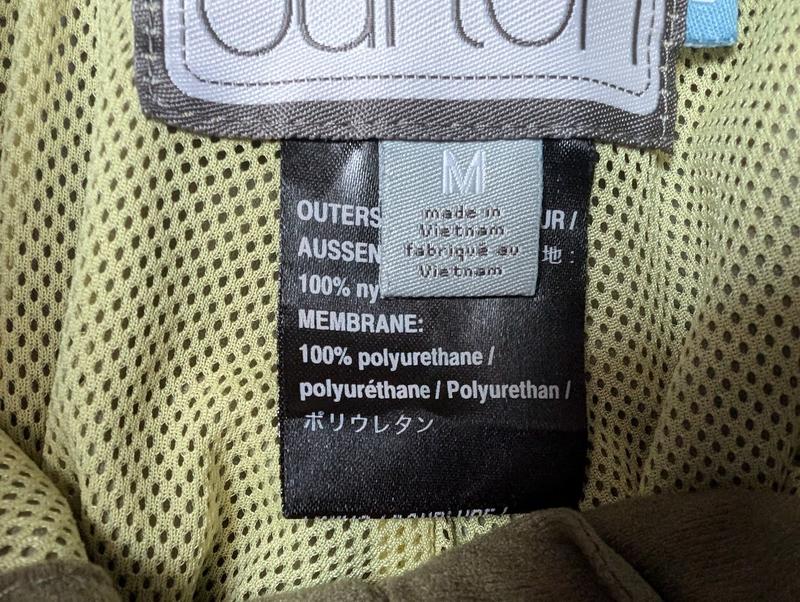 burton
M
made in
Vietnam
fabriqué au
Vietnam
OUTERS UR /
AUSSEN 地 :
100% ny
MEMBRANE:
100% polyurethane /
polyuréthane / Polyurethan /
ポリウレタン